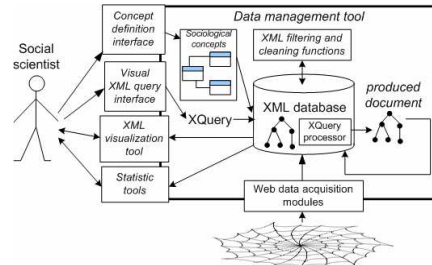 Social
scientist
Concept
definition
interface
Visual
XML query
interface
XML
visualization
tool
Statistic
tools
Data management tool
Sociological
concepts
XQuery
XML filtering and
cleaning functions
XML database
XQuery
processor
produced
document
Web data acquisition
modules